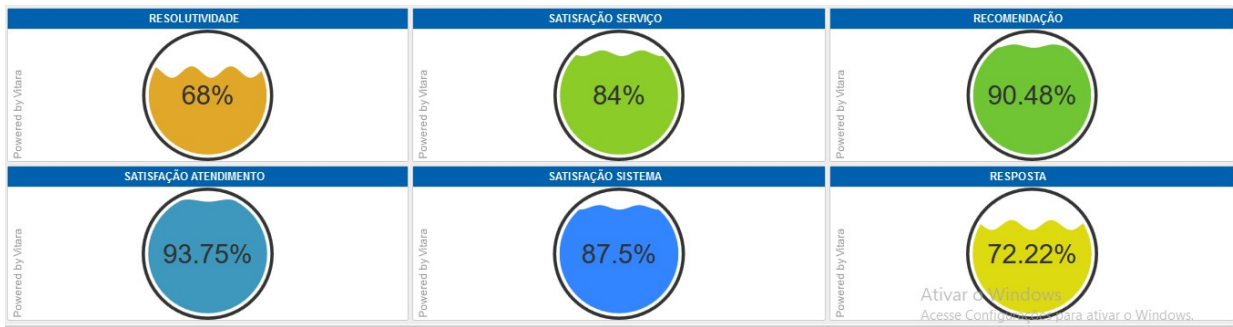 RESOLUTIVIDADE
Powered by Vitara
68%
SATISFAÇÃO SERVIÇO
Powered by Vitara
84%
RECOMENDAÇÃO
Powered by Vitara
90.48%
SATISFAÇÃO ATENDIMENTO
Powered by Vitara
93.75%
SATISFAÇÃO SISTEMA
Powered by Vitara
87.5%
RESPOSTA
Powered by Vitara
72.22%
Ativar o Windows
Acesse Configurações para ativar o Windows.